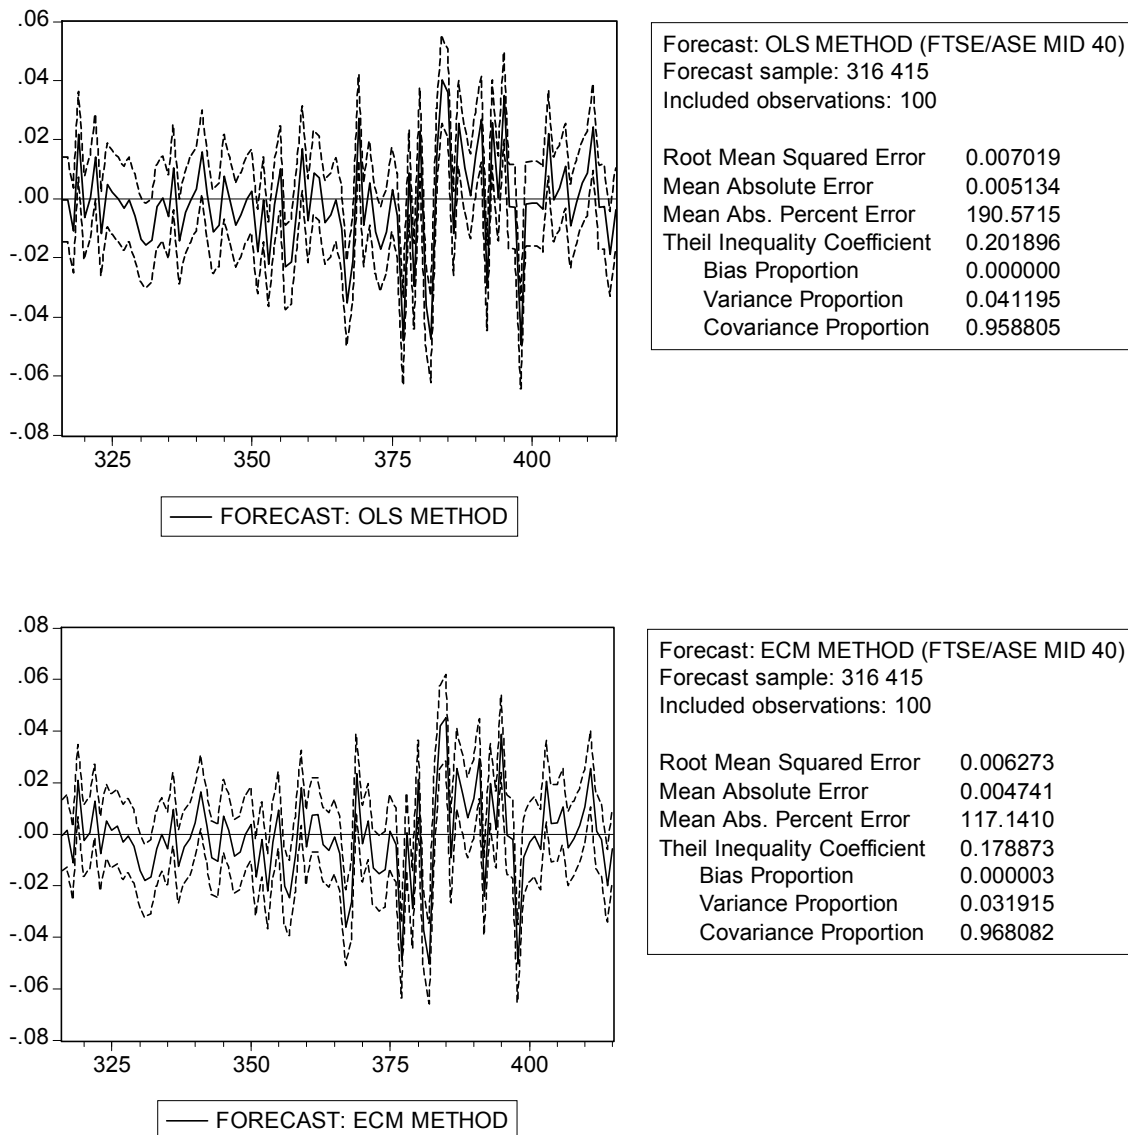 .06
.04
.02
.00
-.02
-.04
-.06
-.08
325 350 375 400
FORECAST: OLS METHOD
Forecast: OLS METHOD (FTSE/ASE MID 40)
Forecast sample: 316 415
Included observations: 100
Root Mean Squared Error 0.007019
Mean Absolute Error 0.005134
Mean Abs. Percent Error 190.5715
Theil Inequality Coefficient 0.201896
Bias Proportion 0.000000
Variance Proportion 0.041195
Covariance Proportion 0.958805
.08
.06
.04
.02
.00
-.02
-.04
-.06
-.08
325 350 375 400
FORECAST: ECM METHOD
Forecast: ECM METHOD (FTSE/ASE MID 40)
Forecast sample: 316 415
Included observations: 100
Root Mean Squared Error 0.006273
Mean Absolute Error 0.004741
Mean Abs. Percent Error 117.1410
Theil Inequality Coefficient 0.178873
Bias Proportion 0.000003
Variance Proportion 0.031915
Covariance Proportion 0.968082